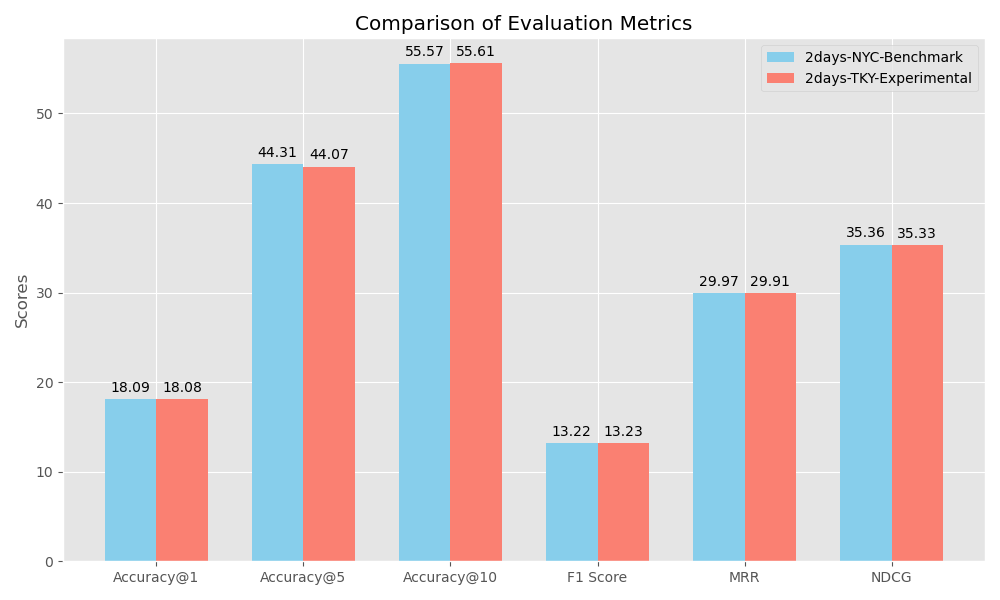 Comparison of Evaluation Metrics
2days-NYC-Benchmark
2days-TKY-Experimental
Scores
50
40
30
20
10
0
18.09
18.08
44.31
44.07
55.57
55.61
13.22
13.23
29.97
29.91
35.36
35.33
Accuracy@1
Accuracy@5
Accuracy@10
F1 Score
MRR
NDCG